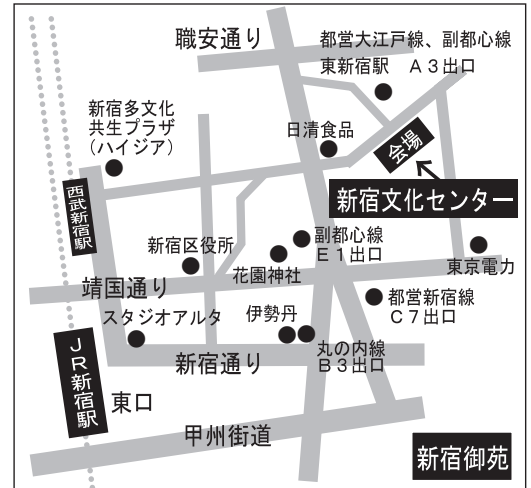 職安通り
都営大江戸線、副都心線
東新宿駅　A3出口
新宿多文化
共生プラザ
(ハイジア)
日清食品
会場
新宿文化センター
西武新宿駅
新宿区役所
副都心線
E1出口
花園神社
東京電力
靖国通り
都営新宿線
C7出口
スタジオアルタ
伊勢丹
新宿通り
丸の内線
B3出口
JR新宿駅
東口
甲州街道
新宿御苑